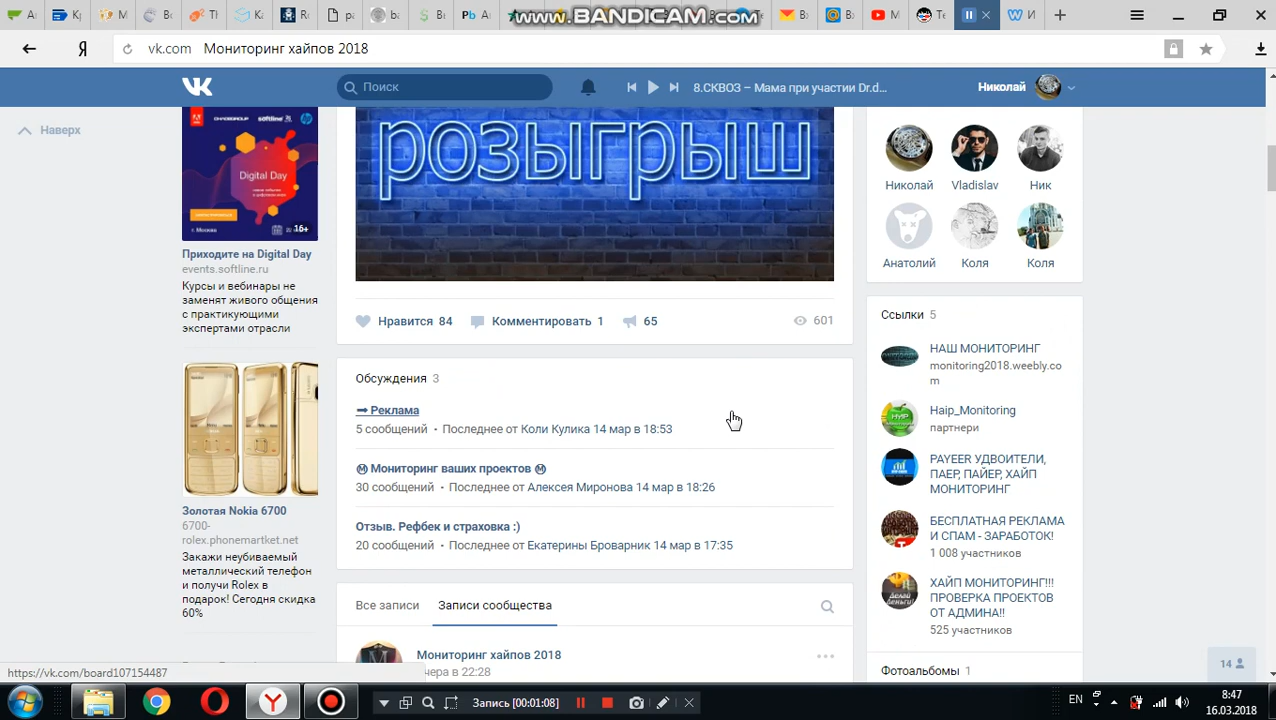 www.BANDICAM.com
vk.com Мониторинг хайпов 2018
Поиск
8.СКВОЗ – Мама при участии Dr.d...
Николай
Наверх
розыгрыш
Digital Day
16+
г. Москва
Приходите на Digital Day
events.softline.ru
Курсы и вебинары не
заменят живого общения
с практикующими
экспертами отрасли
Золотая Nokia 6700
6700-
rolex.phonemartket.net
Закажи неубиваемый
металлический телефон
и получи Rolex в
подарок! Сегодня скидка
60%
Нравится 84
Комментировать 1
65
601
Обсуждения 3
➞ Реклама
5 сообщений • Последнее от Коли Кулика 14 мар в 18:53
Ⓜ Мониторинг ваших проектов Ⓜ
30 сообщений • Последнее от Алексея Миронова 14 мар в 18:26
Отзыв. Рефбек и страховка :)
20 сообщений • Последнее от Екатерины Броварник 14 мар в 17:35
Все записи
Записи сообщества
Мониторинг хайпов 2018
чера в 22:28
Николай
Vladislav
Ник
Анатолий
Коля
Коля
Ссылки 5
НАШ МОНИТОРИНГ
monitoring2018.weebly.co
m
Haip_Monitoring
партнери
PAYEER УДВОИТЕЛИ,
ПАЕР, ПАЙЕР, ХАЙП
МОНИТОРИНГ
БЕСПЛАТНАЯ РЕКЛАМА
И СПАМ - ЗАРАБОТОК!
1 008 участников
ХАЙП МОНИТОРИНГ!!!
ПРОВЕРКА ПРОЕКТОВ
ОТ АДМИНА!!
525 участников
Фотоальбомы 1
14
https://vk.com/board107154487
Запись [00:01:08]
EN
8:47
16.03.2018